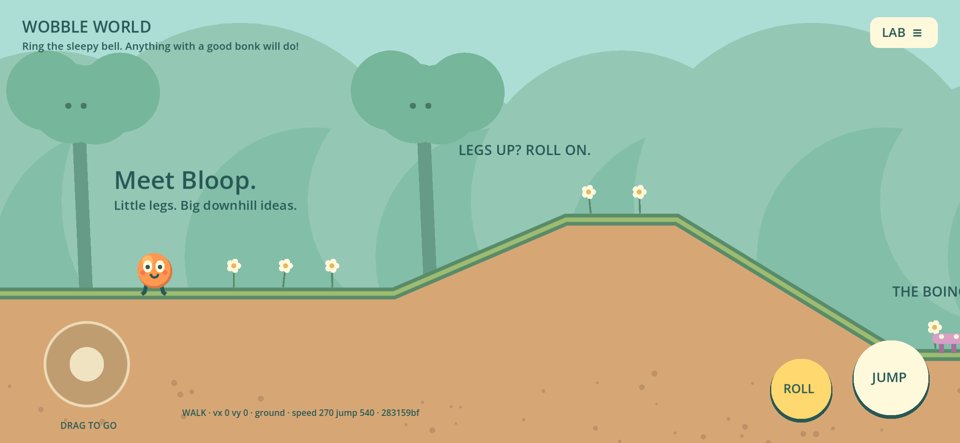 WOBBLE WORLD
Ring the sleepy bell. Anything with a good bonk will do!
LAB ≡
LEGS UP? ROLL ON.
Meet Bloop.
Little legs. Big downhill ideas.
THE BOING
ROLL
JUMP
WALK · vx 0 vy 0 · ground · speed 270 jump 540 · 283159bf
DRAG TO GO